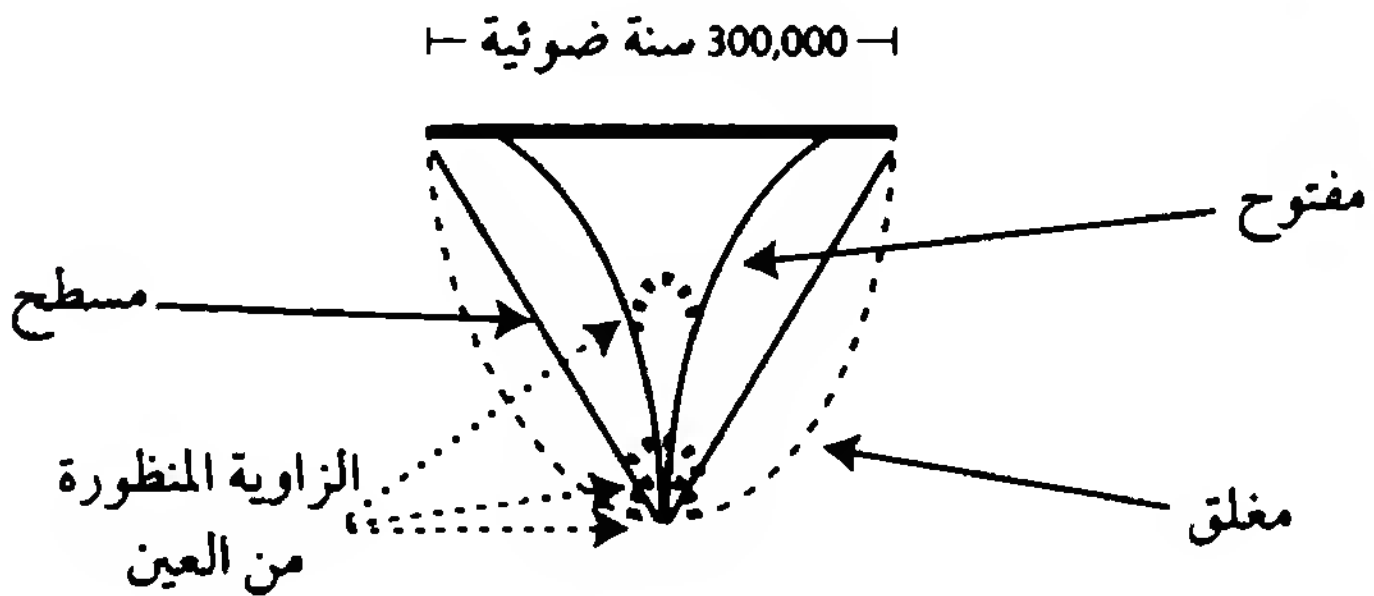 300,000 سنة ضوئية
مفتوح
مسطح
الزاوية المنظورة
من العين
مغلق